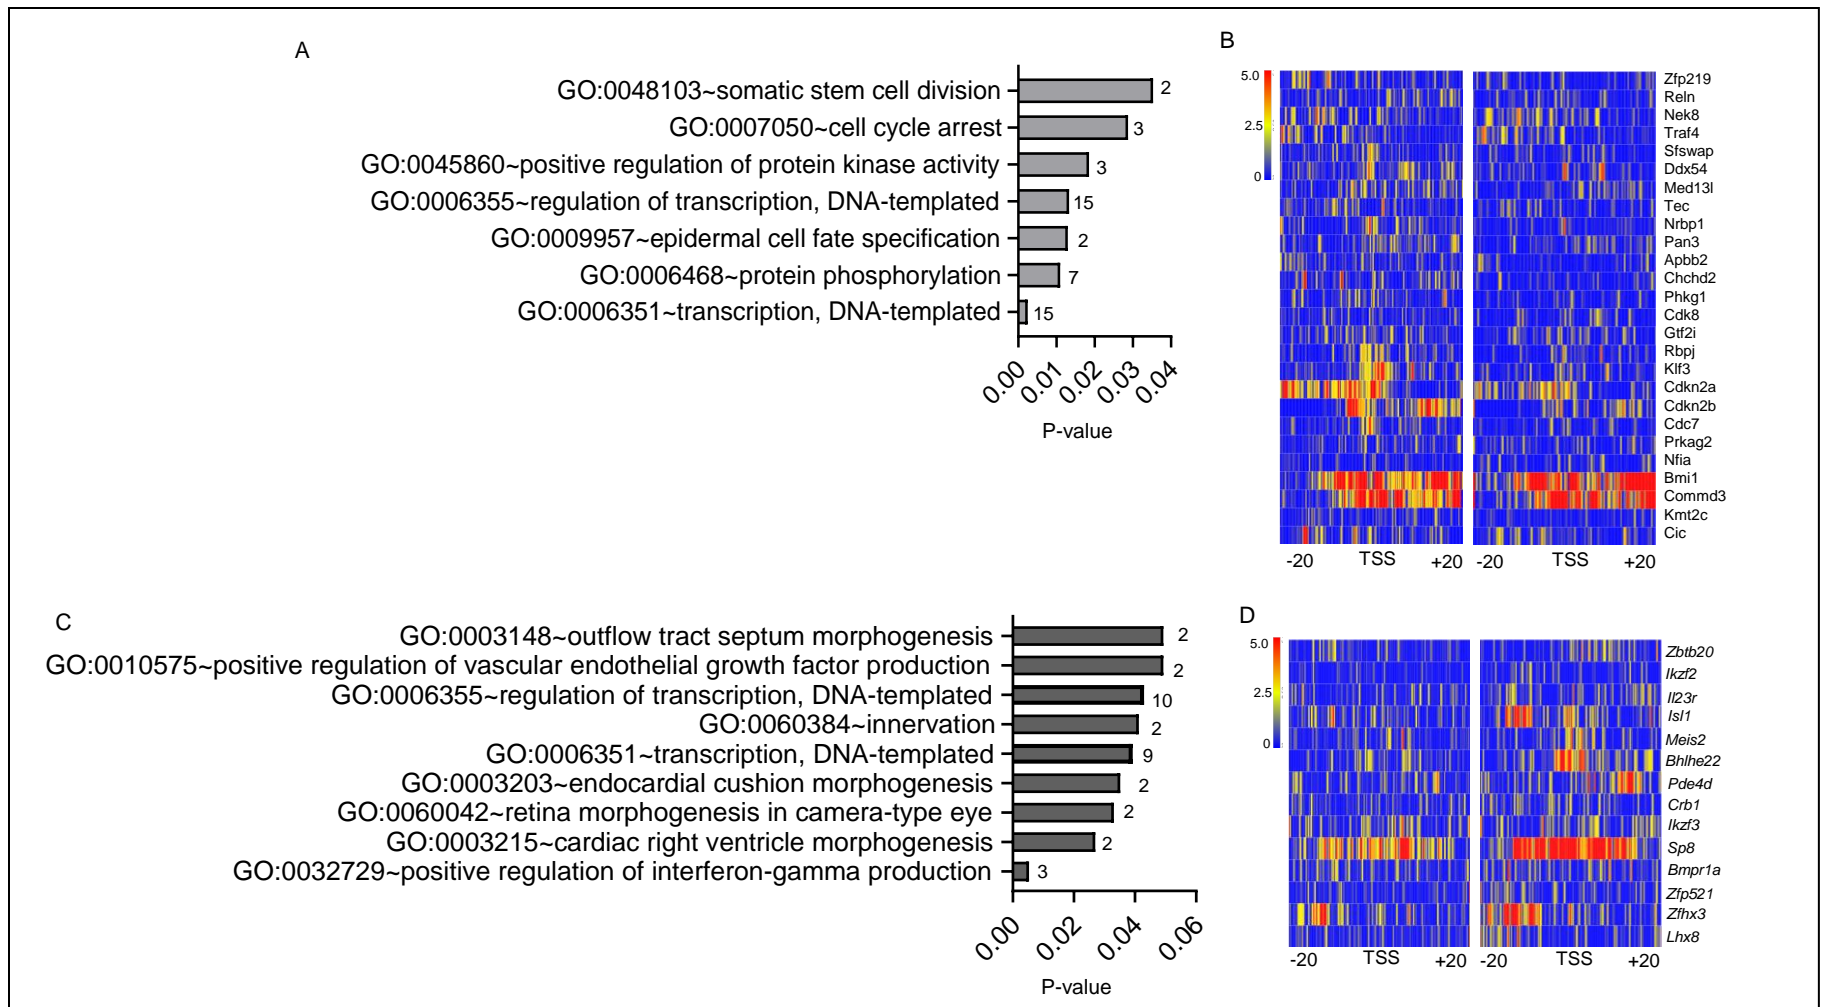 A
GO:0048103~somatic stem cell division 2
GO:0007050~cell cycle arrest 3
GO:0045860~positive regulation of protein kinase activity 3
GO:0006355~regulation of transcription, DNA-templated 15
GO:0009957~epidermal cell fate specification 2
GO:0006468~protein phosphorylation 7
GO:0006351~transcription, DNA-templated 15
0.00 0.01 0.02 0.03 0.04
P-value
B
5.0
2.5
0
Zfp219
Reln
Nek8
Traf4
Sfswap
Ddx54
Med13l
Tec
Nrbp1
Pan3
Apbb2
Chchd2
Phkg1
Cdk8
Gtf2i
Rbpj
Klf3
Cdkn2a
Cdkn2b
Cdc7
Prkag2
Nfia
Bmi1
Commd3
Kmt2c
Cic
-20 TSS +20 -20 TSS +20
C
GO:0003148~outflow tract septum morphogenesis 2
GO:0010575~positive regulation of vascular endothelial growth factor production 2
GO:0006355~regulation of transcription, DNA-templated 10
GO:0060384~innervation 2
GO:0006351~transcription, DNA-templated 9
GO:0003203~endocardial cushion morphogenesis 2
GO:0060042~retina morphogenesis in camera-type eye 2
GO:0003215~cardiac right ventricle morphogenesis 2
GO:0032729~positive regulation of interferon-gamma production 3
0.00 0.02 0.04 0.06
P-value
D
5.0
2.5
0
Zbtb20
Ikzf2
Il23r
Isl1
Meis2
Bhlhe22
Pde4d
Crb1
Ikzf3
Sp8
Bmpr1a
Zfp521
Zfhx3
Lhx8
-20 TSS +20 -20 TSS +20